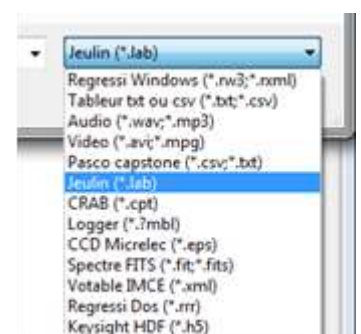 Jeulin (*.lab)
Regressi Windows (*.rw3;*.rxml)
Tableur txt ou csv (*.txt;*.csv)
Audio (*.wav;*.mp3)
Video (*.avi;*.mpg)
Pasco capstone (*.csv;*.txt)
Jeulin (*.lab)
CRAB (*.cpt)
Logger (*.?mbl)
CCD Micrelec (*.eps)
Spectre FITS (*.fit;*.fits)
Votable IMCE (*.xml)
Regressi Dos (*.rrr)
Keysight HDF (*.h5)